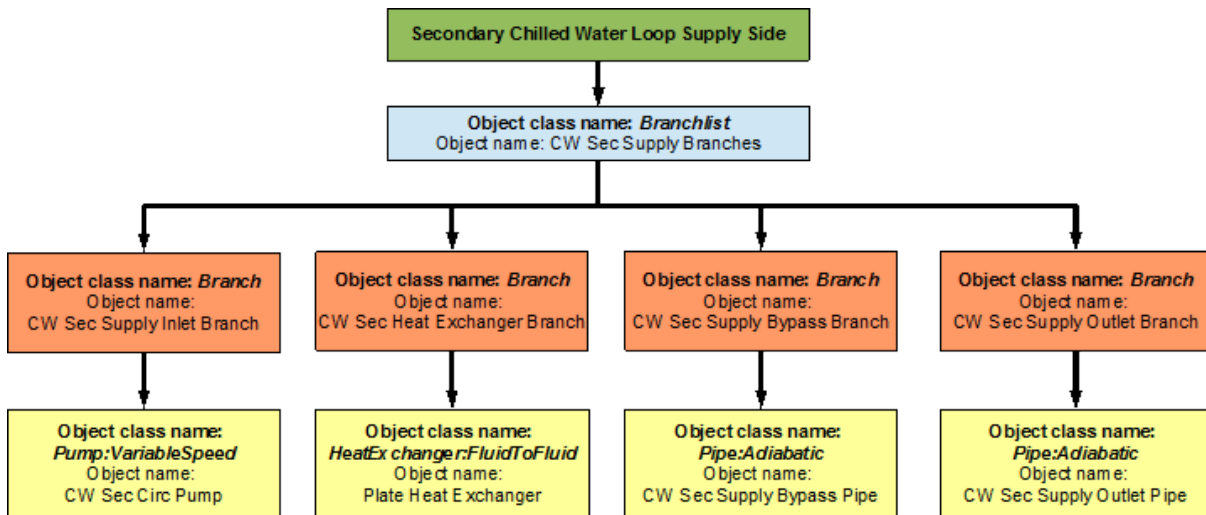 Secondary Chilled Water Loop Supply Side
Object class name: Branchlist
Object name: CW Sec Supply Branches
Object class name: Branch
Object name:
CW Sec Supply Inlet Branch
Object class name: Branch
Object name:
CW Sec Heat Exchanger Branch
Object class name: Branch
Object name:
CW Sec Supply Bypass Branch
Object class name: Branch
Object name:
CW Sec Supply Outlet Branch
Object class name:
Pump:VariableSpeed
Object name:
CW Sec Circ Pump
Object class name:
HeatExchanger:FluidToFluid
Object name:
Plate Heat Exchanger
Object class name:
Pipe:Adiabatic
Object name:
CW Sec Supply Bypass Pipe
Object class name:
Pipe:Adiabatic
Object name:
CW Sec Supply Outlet Pipe